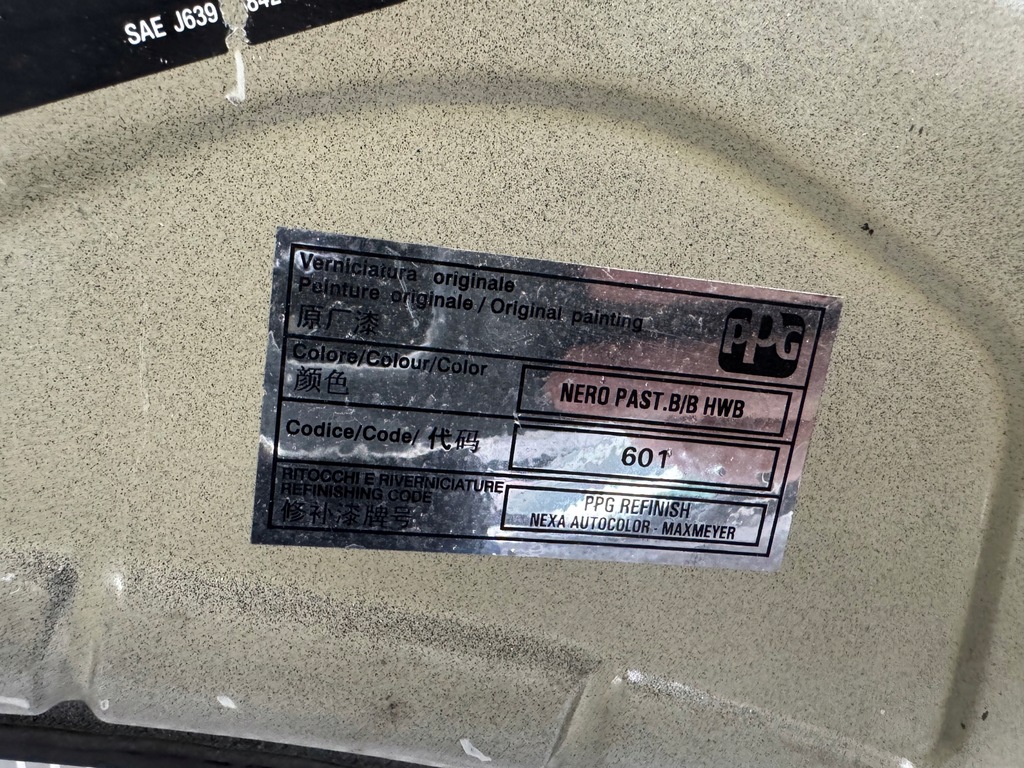 SAE J639
Verniciatura originale
Peinture originale / Original painting
原厂漆
PPG
Colore/Colour/Color
颜色
NERO PAST.B/B HWB
Codice/Code/ 代码
601
RITOCCHI E RIVERNICIATURE
REFINISHING CODE
修补漆牌号
PPG REFINISH
NEXA AUTOCOLOR - MAXMEYER